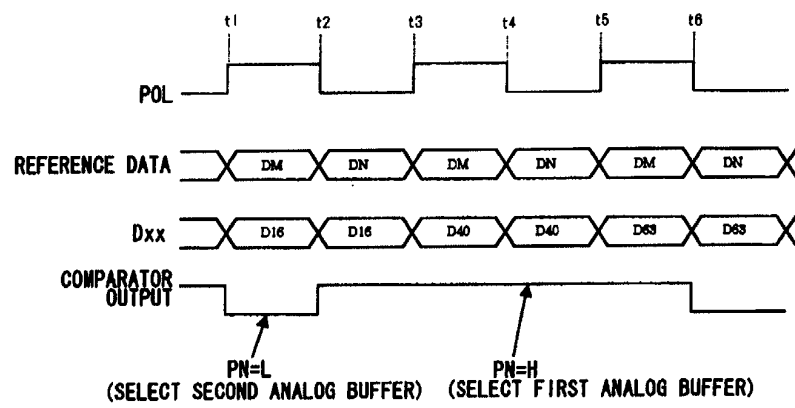 t1 t2 t3 t4 t5 t6
POL
REFERENCE DATA DM DN DM DN DM DN
Dxx D16 D16 D40 D40 D63 D63
COMPARATOR
OUTPUT
PN=L PN=H
(SELECT SECOND ANALOG BUFFER) (SELECT FIRST ANALOG BUFFER)